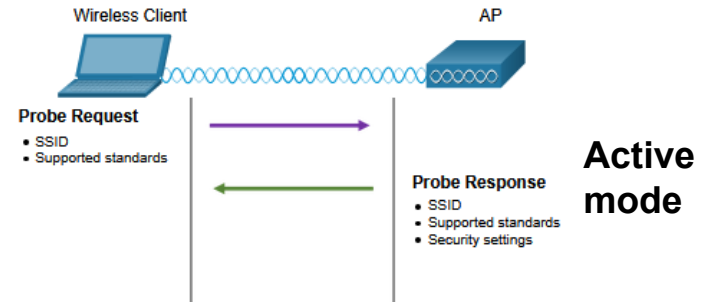 Wireless Client
AP
Probe Request
• SSID
• Supported standards
Active
mode
Probe Response
• SSID
• Supported standards
• Security settings